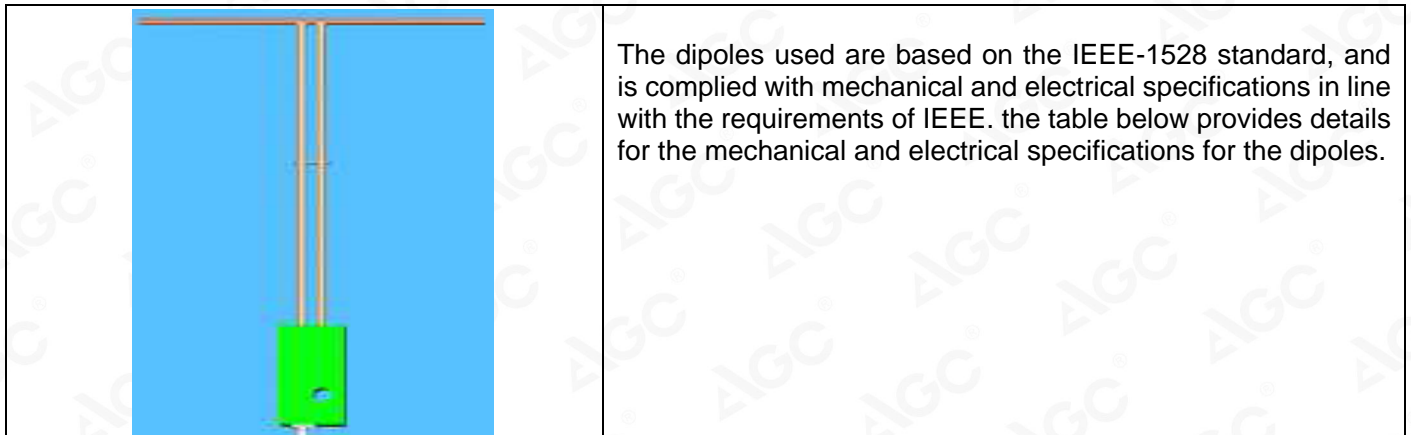 The dipoles used are based on the IEEE-1528 standard, and
is complied with mechanical and electrical specifications in line
with the requirements of IEEE. the table below provides details
for the mechanical and electrical specifications for the dipoles.